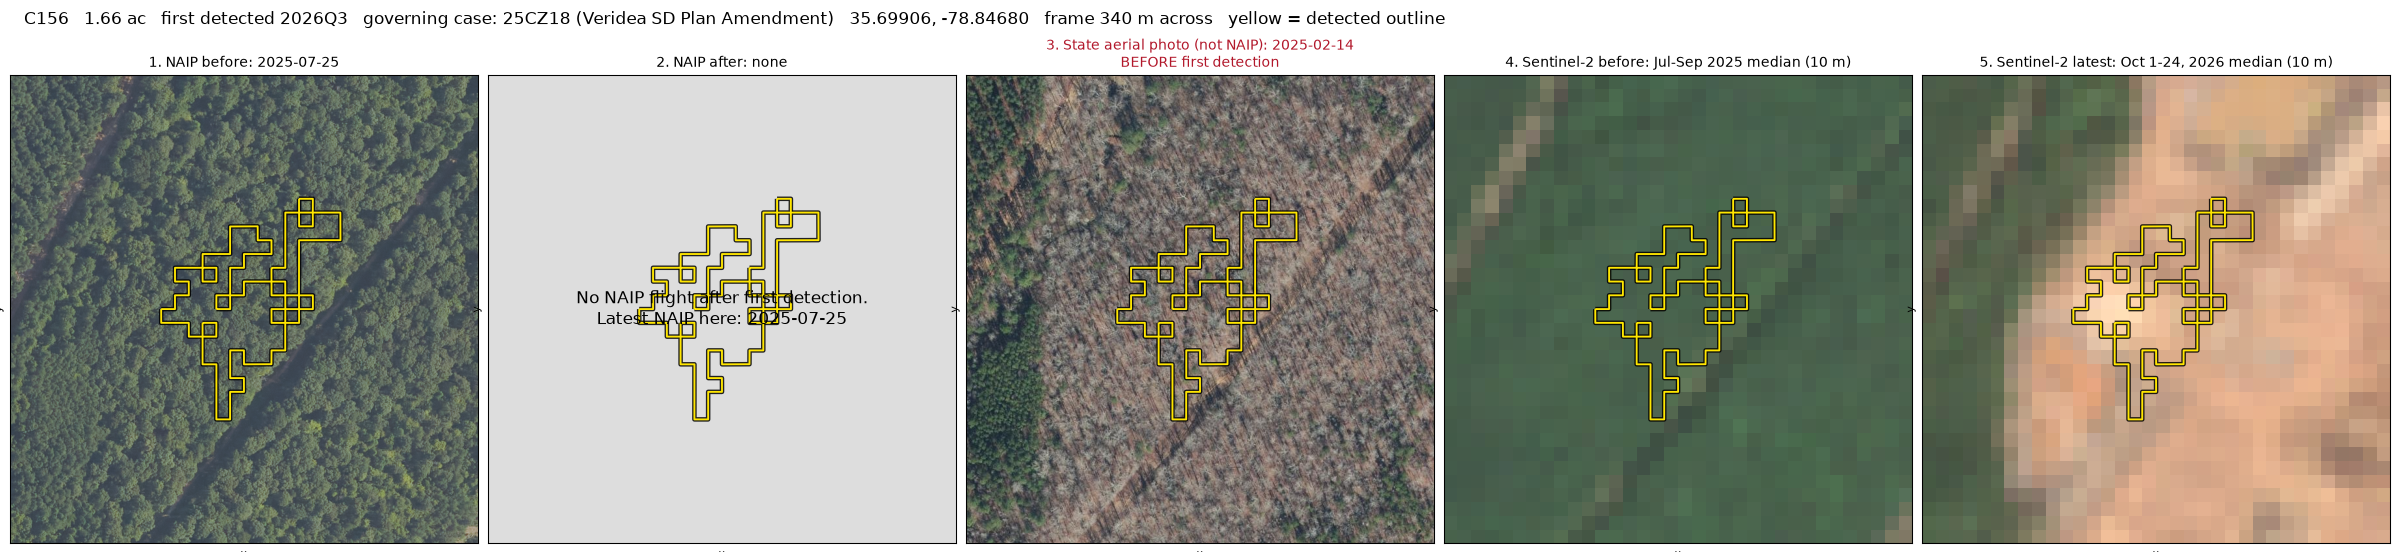 C156   1.66 ac   first detected 2026Q3   governing case: 25CZ18 (Veridea SD Plan Amendment)   35.69906, -78.84680   frame 340 m across   yellow = detected outline
1. NAIP before: 2025-07-25
2. NAIP after: none
3. State aerial photo (not NAIP): 2025-02-14
BEFORE first detection
4. Sentinel-2 before: Jul-Sep 2025 median (10 m)
5. Sentinel-2 latest: Oct 1-24, 2026 median (10 m)
No NAIP flight after first detection.
Latest NAIP here: 2025-07-25